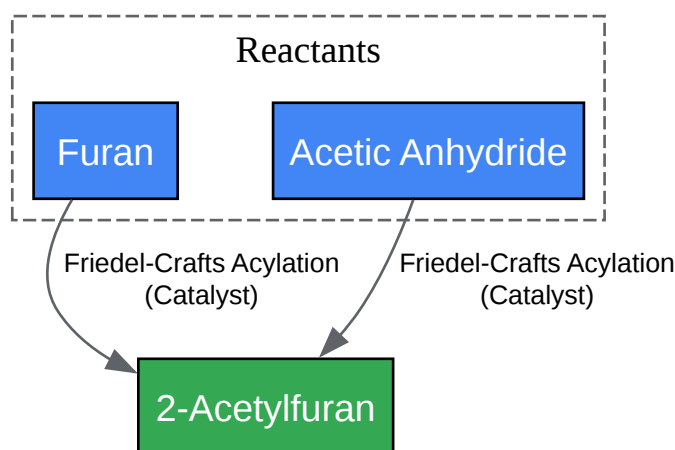 Reactants
Furan
Acetic Anhydride
Friedel-Crafts Acylation
(Catalyst)
Friedel-Crafts Acylation
(Catalyst)
2-Acetylfuran